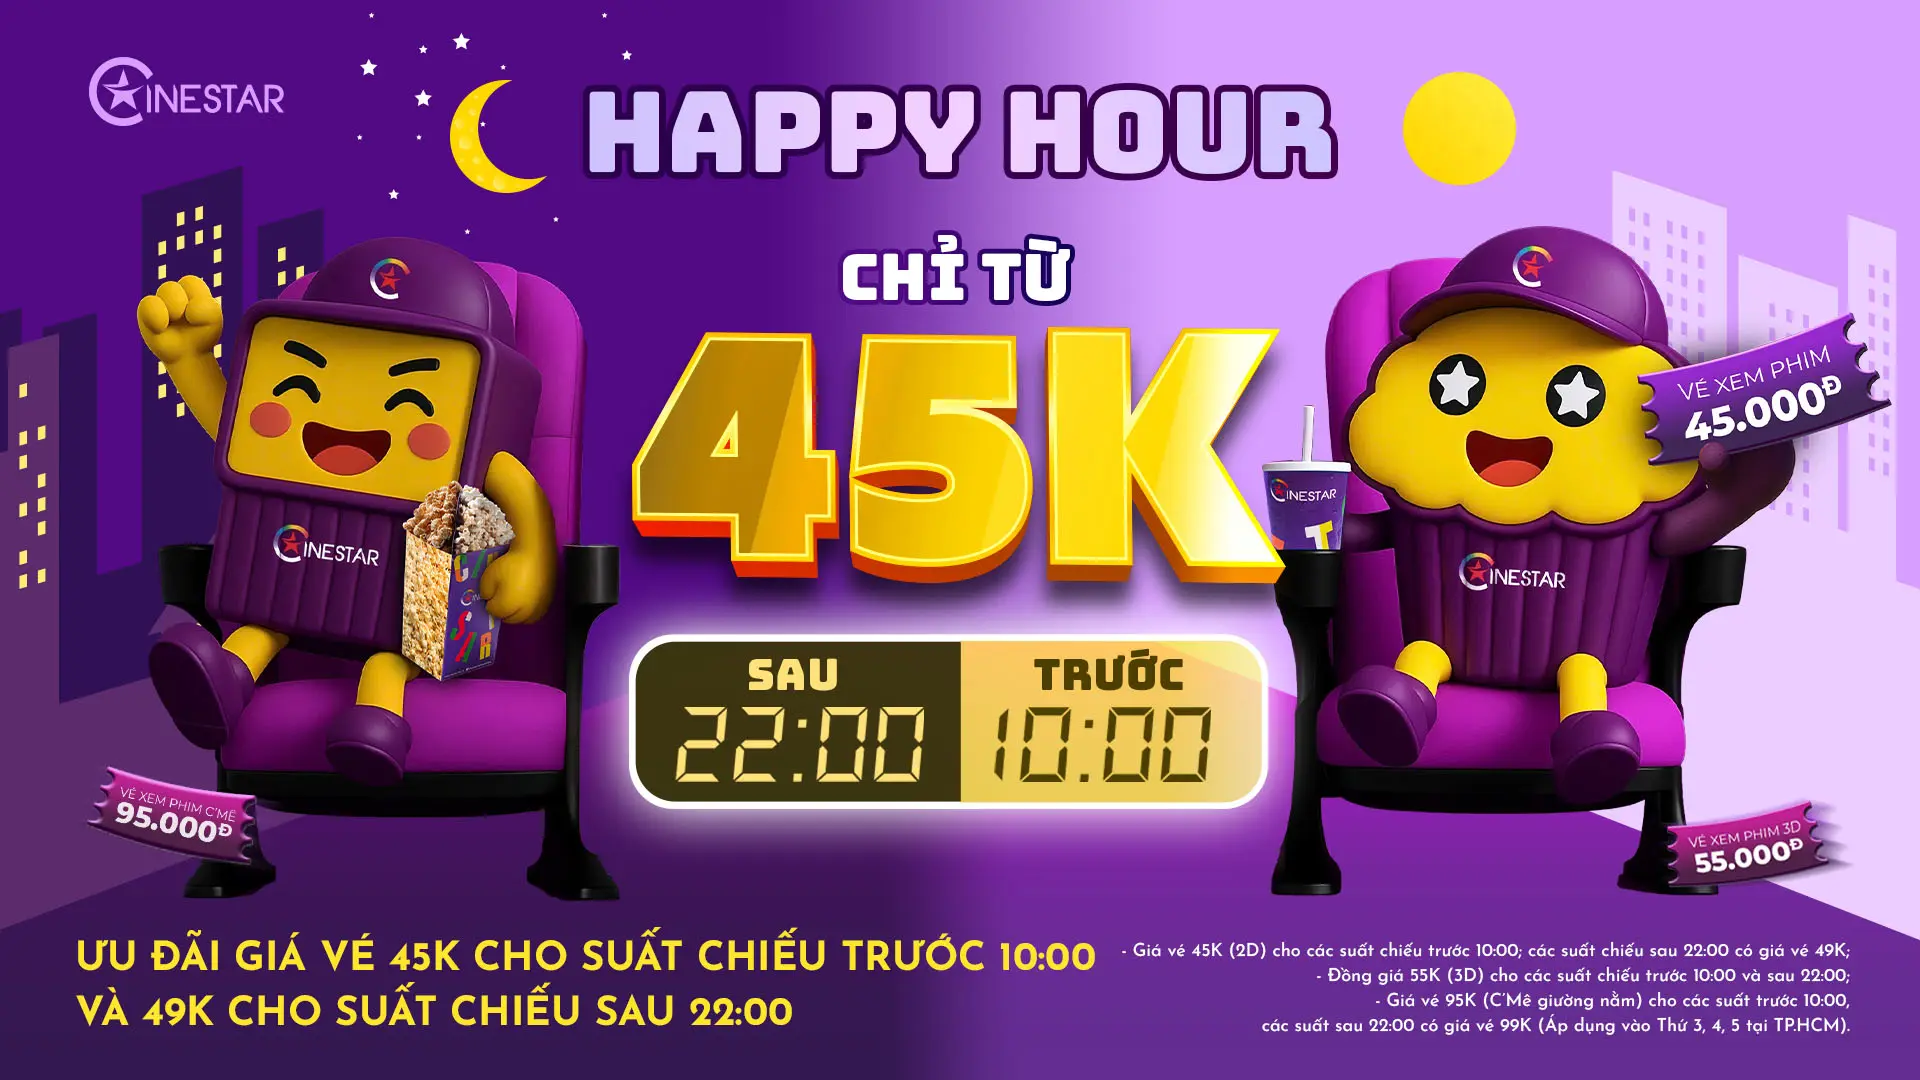 CINESTAR
HAPPY HOUR
CHỈ TỪ
45K
SAU
22:00
TRƯỚC
10:00
CINESTAR
CINESTAR
CINESTAR
VÉ XEM PHIM
45.000Đ
VÉ XEM PHIM C'MÊ
95.000Đ
VÉ XEM PHIM 3D
55.000Đ
ƯU ĐÃI GIÁ VÉ 45K CHO SUẤT CHIẾU TRƯỚC 10:00
VÀ 49K CHO SUẤT CHIẾU SAU 22:00
- Giá vé 45K (2D) cho các suất chiếu trước 10:00; các suất chiếu sau 22:00 có giá vé 49K;
- Đồng giá 55K (3D) cho các suất chiếu trước 10:00 và sau 22:00;
- Giá vé 95K (C'Mê giường nằm) cho các suất trước 10:00,
các suất sau 22:00 có giá vé 99K (Áp dụng vào Thứ 3, 4, 5 tại TP.HCM).